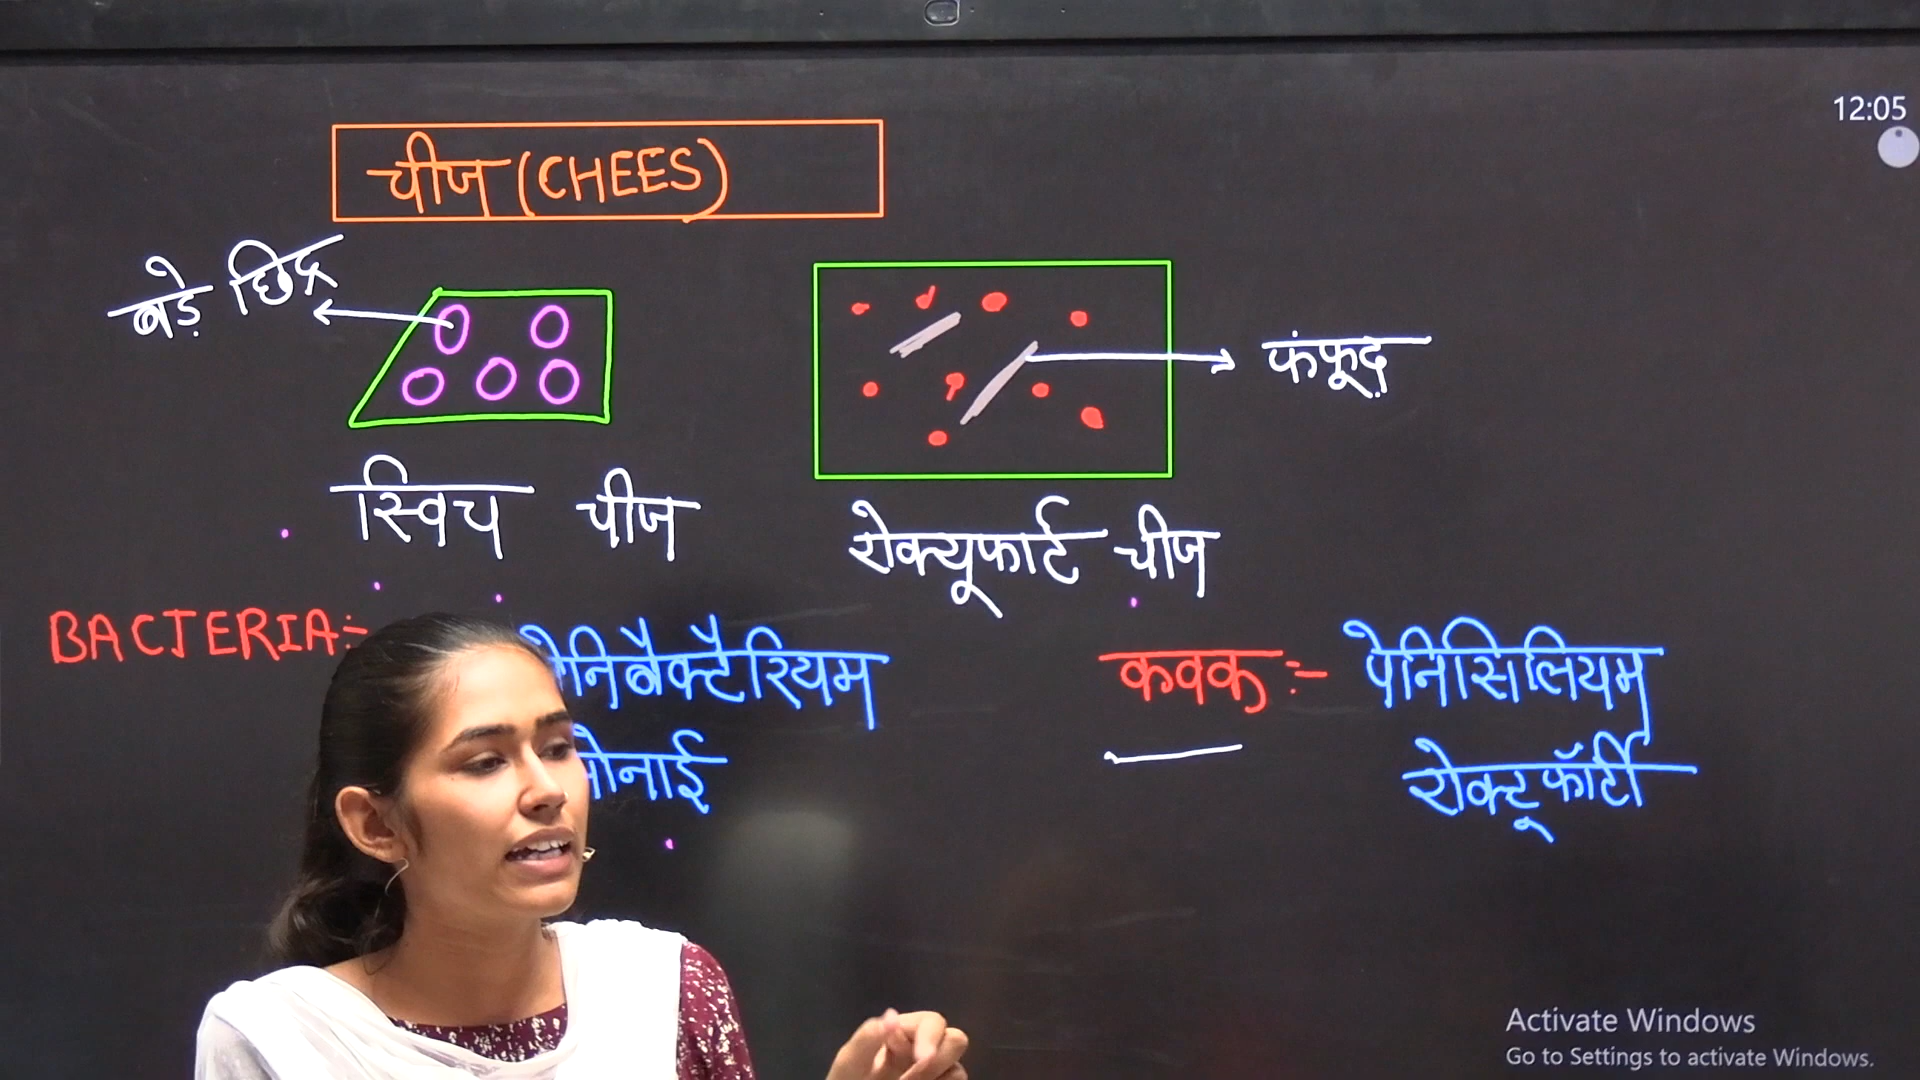 12:05
चीज (CHEES)
बड़े छिद्र
फंफूद
स्विच चीज
रोक्यूफार्ट चीज
BACTERIA:-
निबैक्टैरियम
कवक :- पेनिसिलियम
रोक्टूफॉर्टी
Activate Windows
Go to Settings to activate Windows.